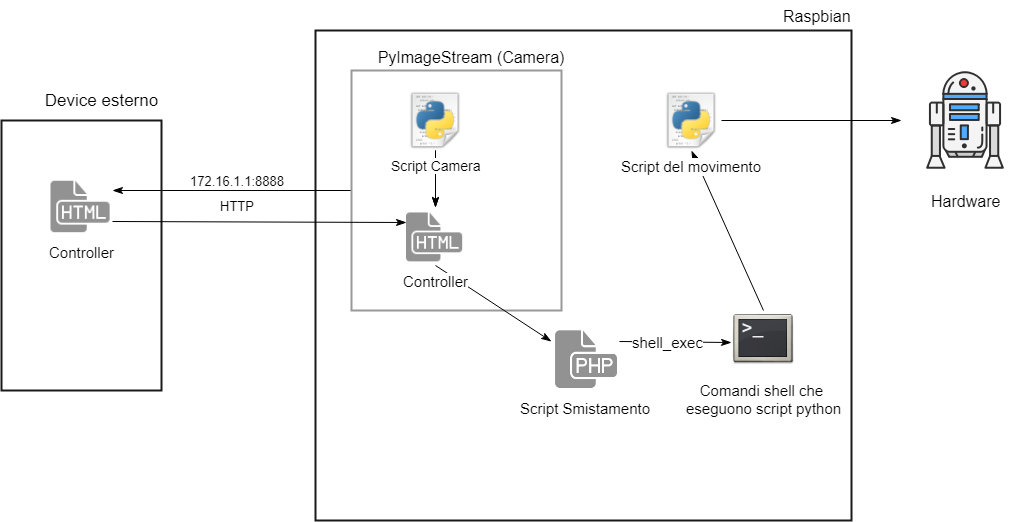 Raspbian
PyImageStream (Camera)
Device esterno
Script Camera
Script del movimento
172.16.1.1:8888
HTTP
HTML
Controller
HTML
Controller
Hardware
PHP
shell_exec
>_
Script Smistamento
Comandi shell che
eseguono script python